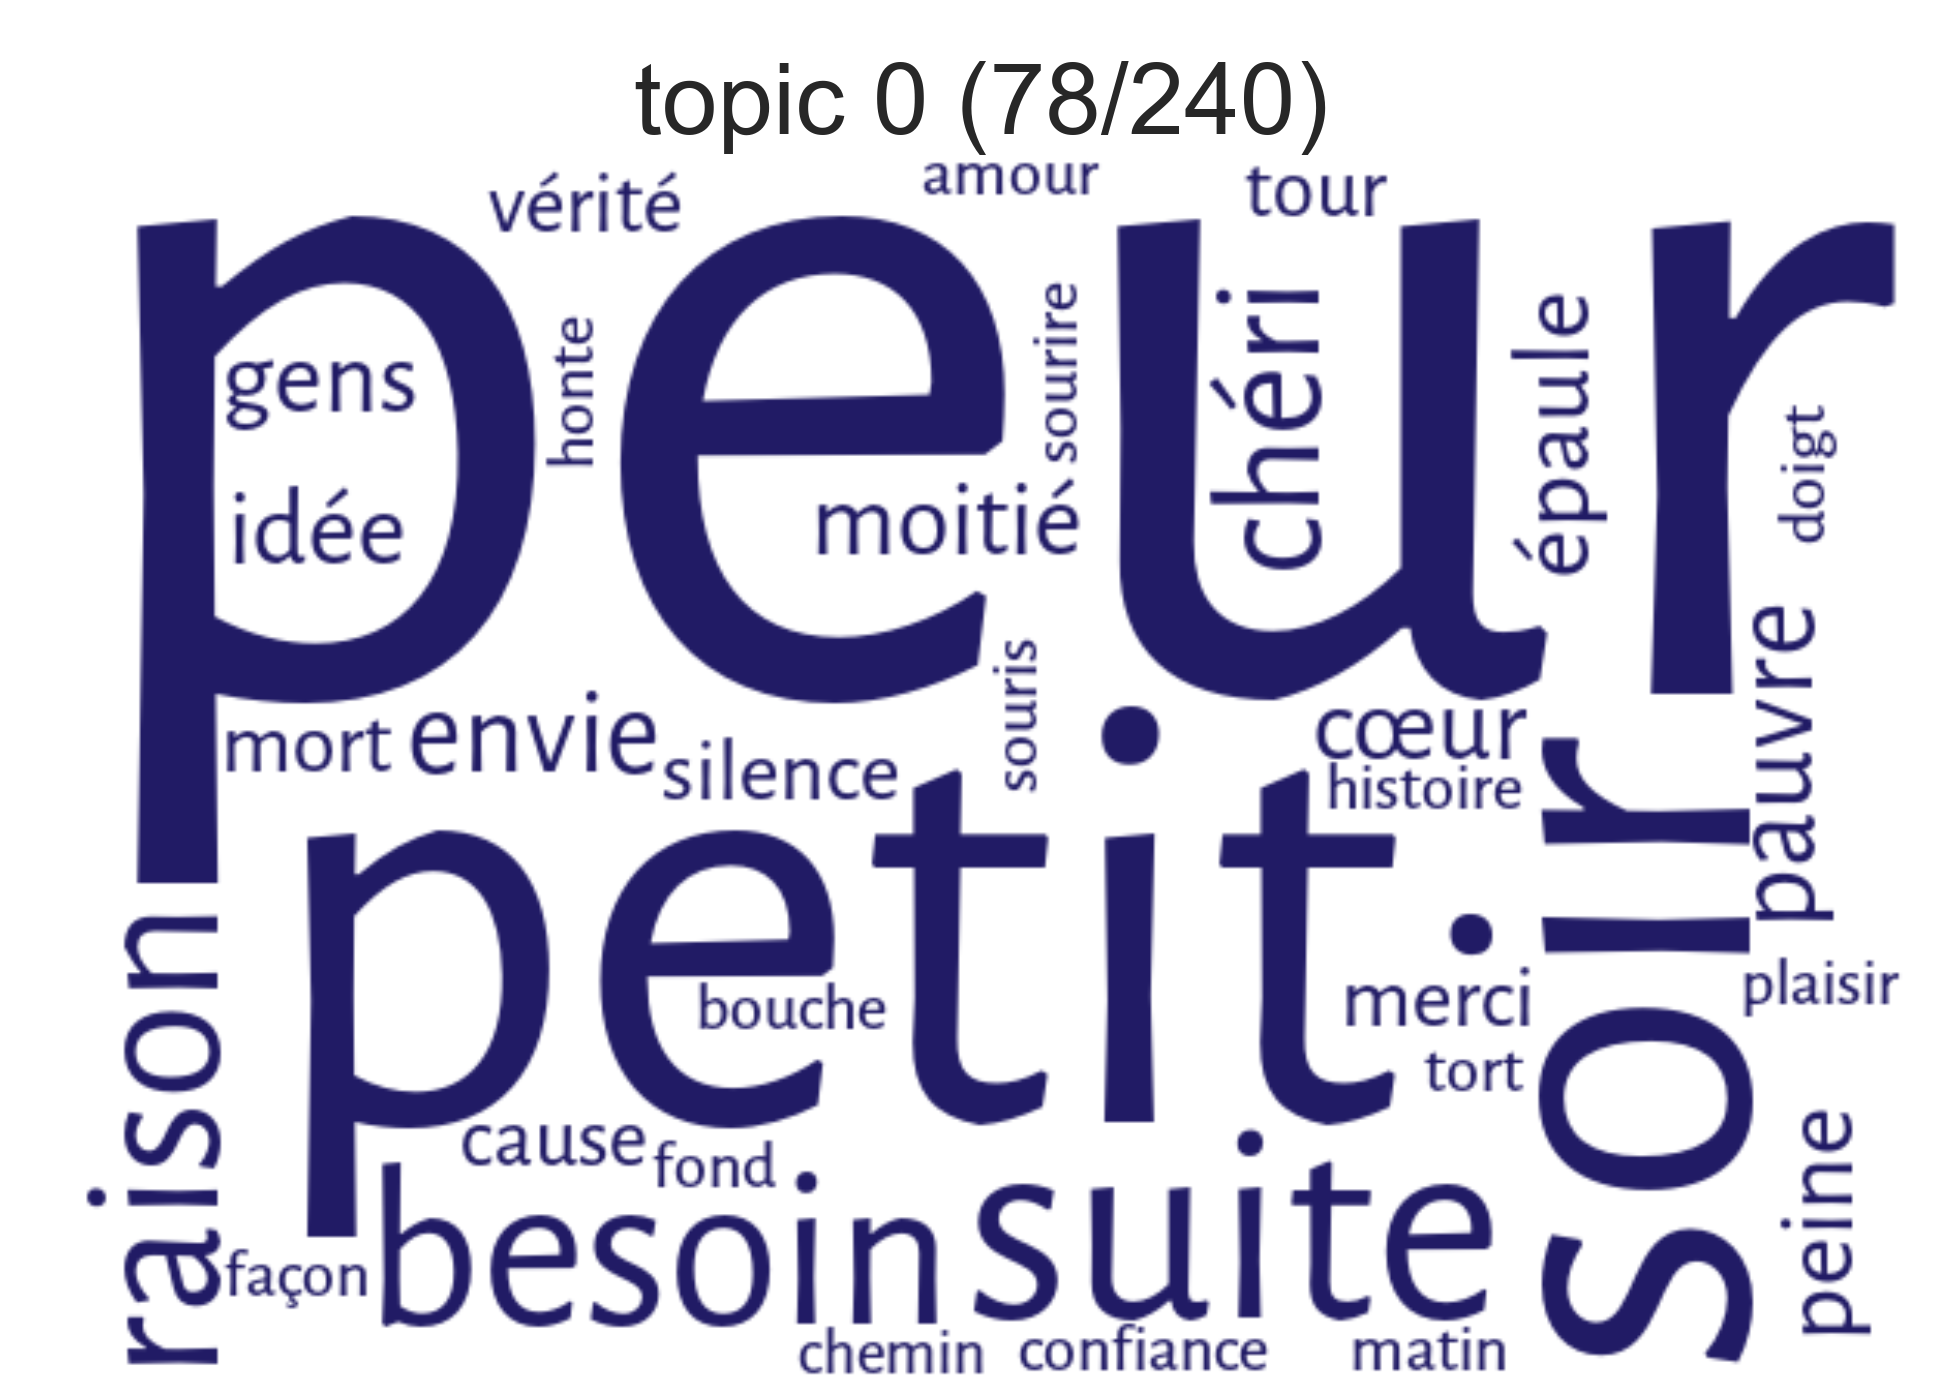 topic 0 (78/240)
vérité
amour
tour
peur
gens
honte
sourire
chéri
épaule
doigt
idée
moitié
mort
envie
silence
souris
cœur
histoire
pauvre
petit
soir
raison
bouche
merci
plaisir
tort
cause
fond
peine
façon
besoin
suite
chemin
confiance
matin